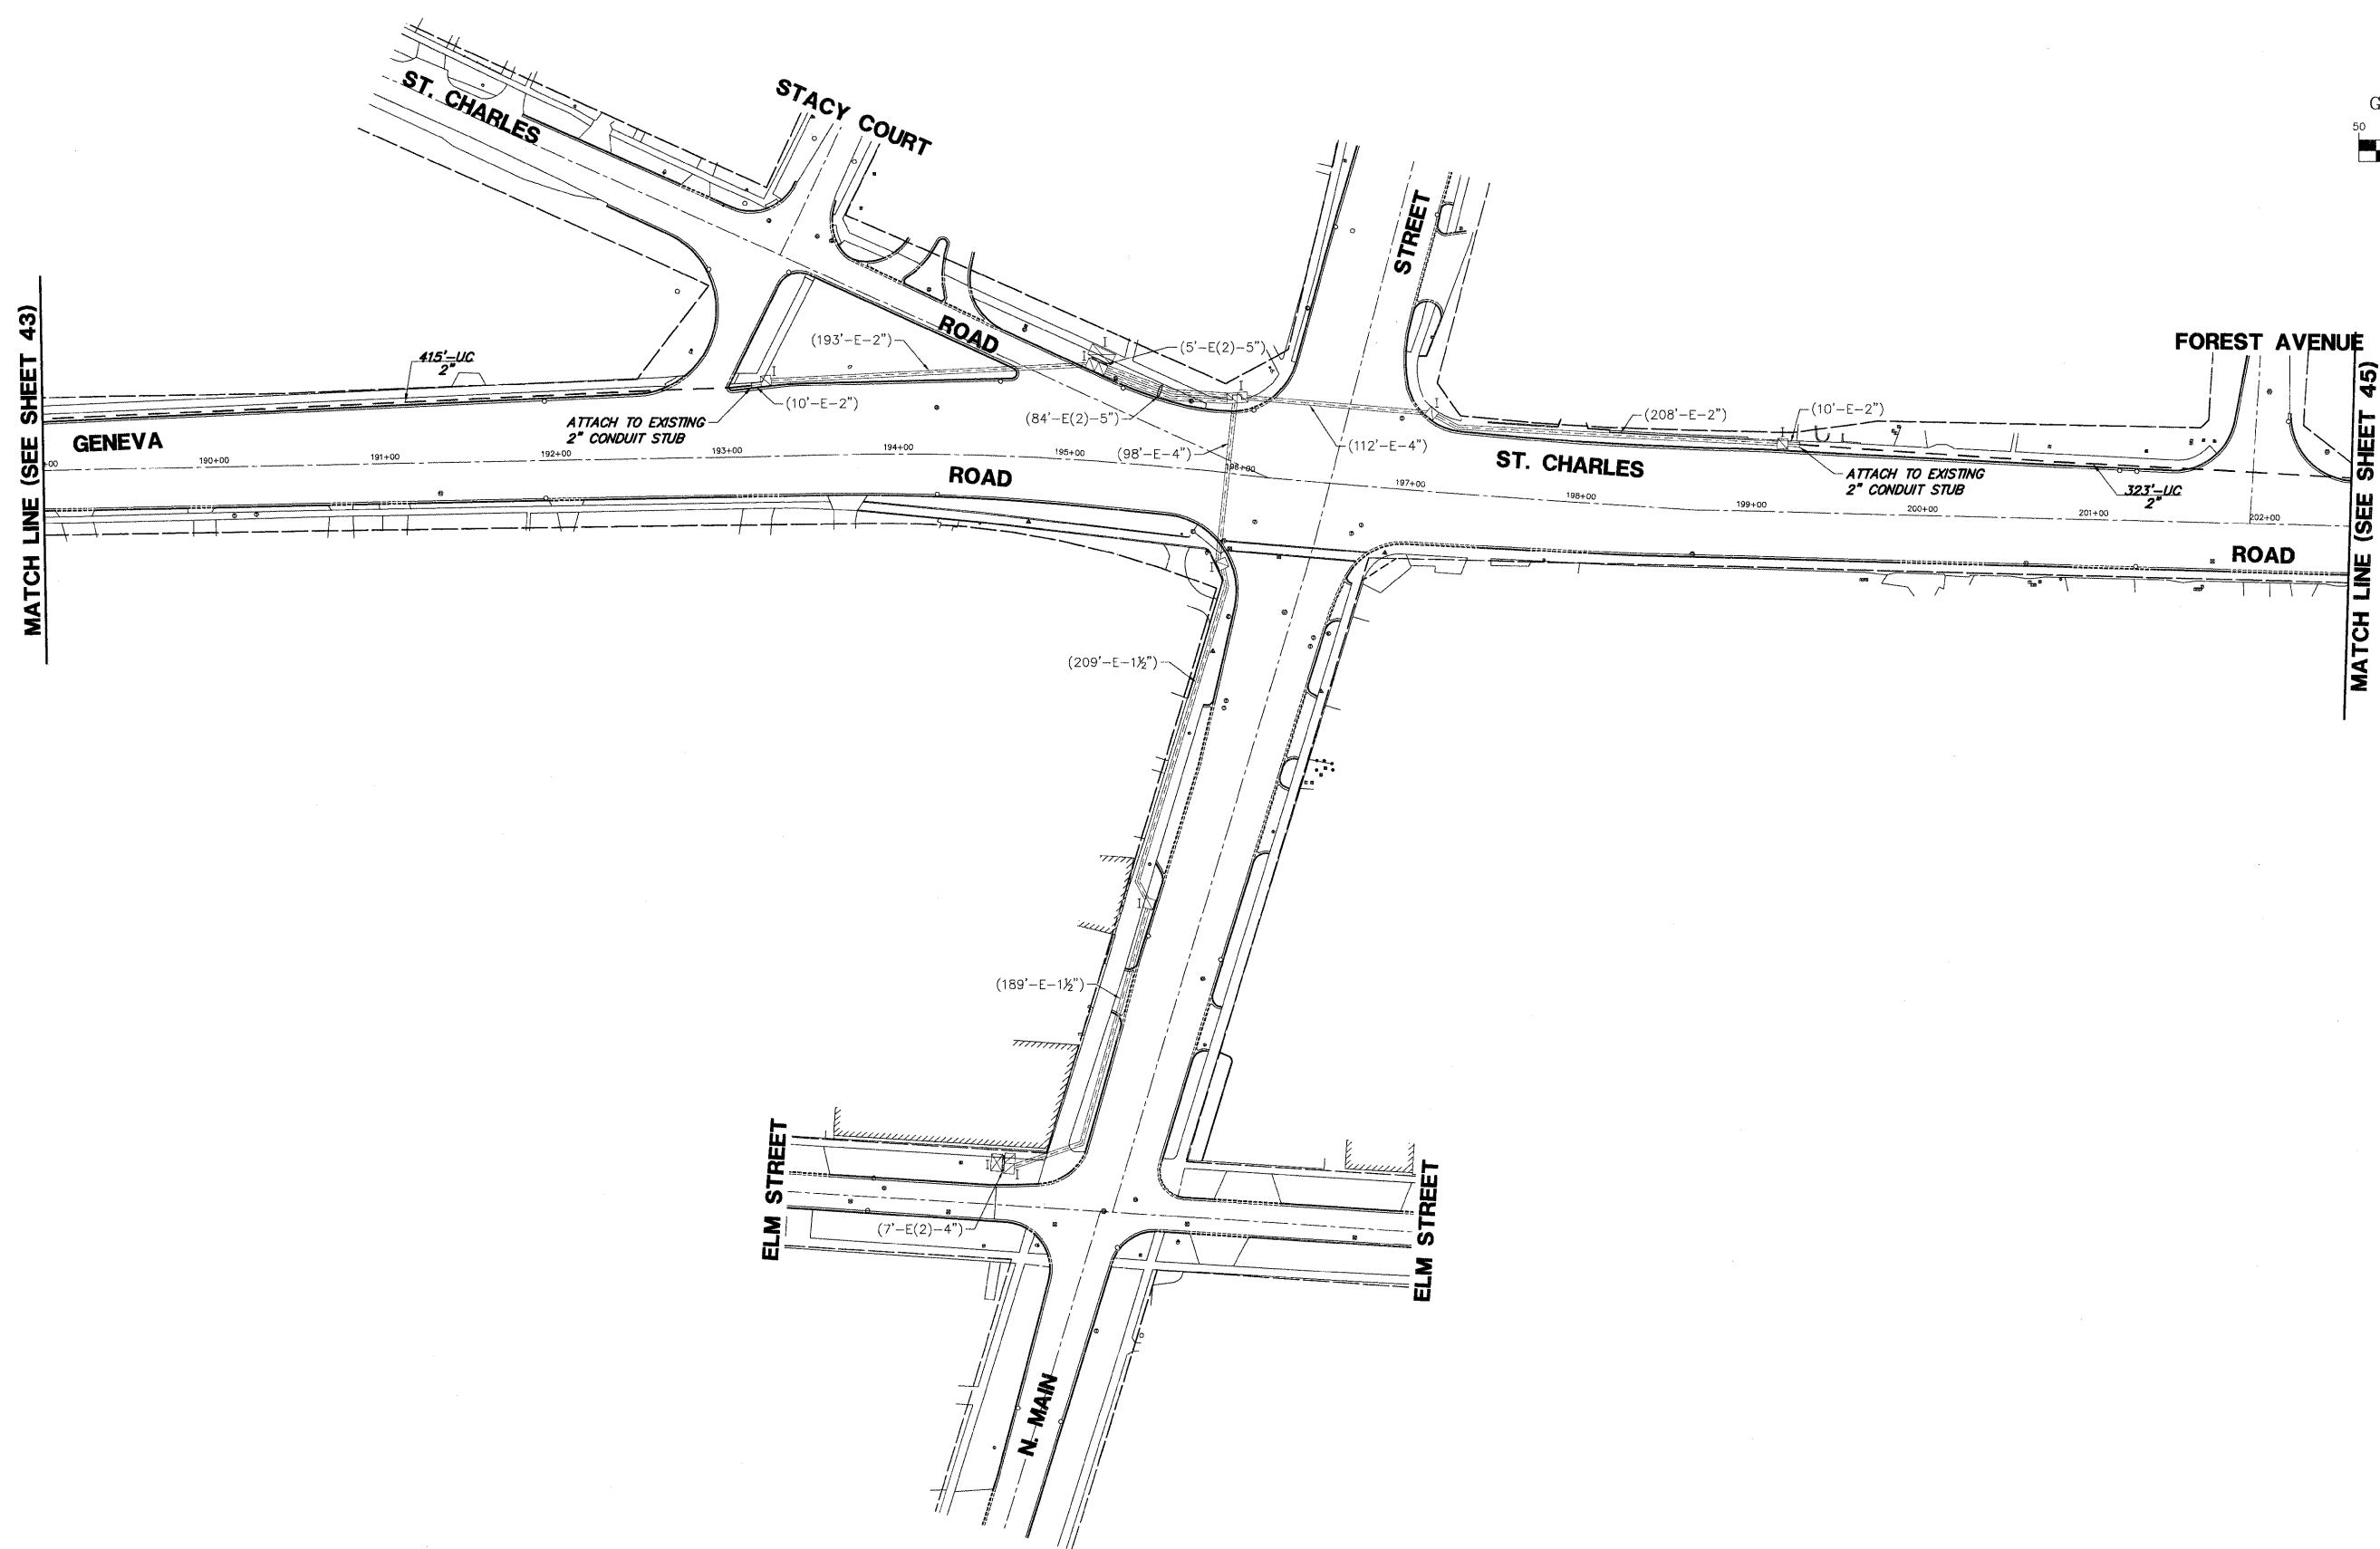 ST. CHARLES
STACY COURT
G
50
STREET
MATCH LINE (SEE SHEET 43)
FOREST AVENUE
ROAD
(193'-E-2")
(5'-E(2)-5")
415'-UC
2"
(10'-E-2")
ATTACH TO EXISTING
2" CONDUIT STUB
(84'-E(2)-5")
(208'-E-2")
(10'-E-2")
GENEVA
(98'-E-4")
(112'-E-4")
ST. CHARLES
ATTACH TO EXISTING
2" CONDUIT STUB
323'-UC
2"
+00
190+00
191+00
192+00
193+00
194+00
195+00
196+00
197+00
198+00
199+00
200+00
201+00
202+00
ROAD
ROAD
MATCH LINE (SEE SHEET 45)
I
I
I
I
I
I
(209'-E-1½")
I
(189'-E-1½")
I
I
I
ELM STREET
(7'-E(2)-4")
ELM STREET
N. MAIN